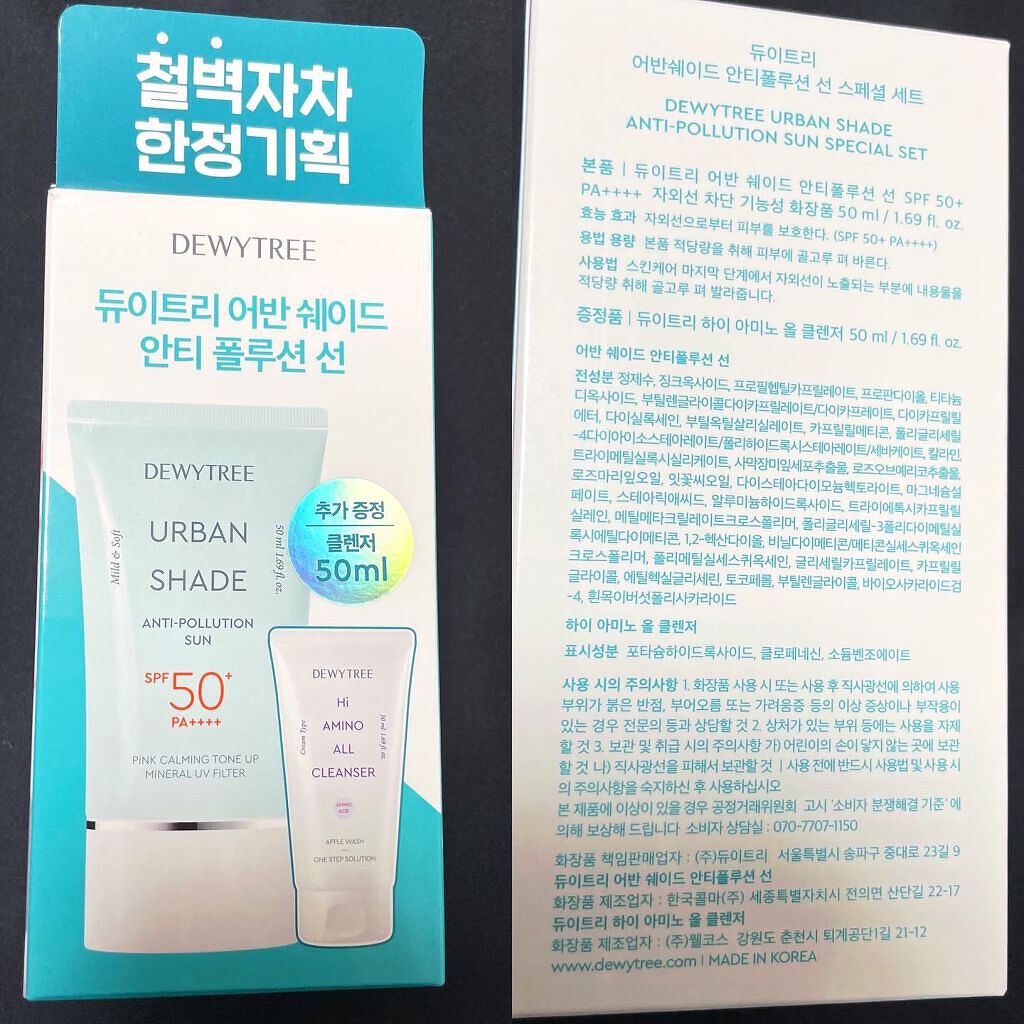 철벽자차
한정기획
DEWYTREE
듀이트리 어반 쉐이드
안티 폴루션 선
DEWYTREE
URBAN
SHADE
Mild & Soft
50 ml 1.69 fl. oz.
ANTI-POLLUTION
SUN
SPF 50+
PA++++
PINK CALMING TONE UP
MINERAL UV FILTER
추가 증정
클렌저
50ml
DEWYTREE
Hi
AMINO
ALL
CLEANSER
Cream Type
50 ml 1.69 fl. oz.
AMINO
ACID
APPLE WASH
ONE STEP SOLUTION
듀이트리
어반쉐이드 안티폴루션 선 스페셜 세트
DEWYTREE URBAN SHADE
ANTI-POLLUTION SUN SPECIAL SET
본품 | 듀이트리 어반 쉐이드 안티폴루션 선 SPF 50+
PA++++ 자외선 차단 기능성 화장품 50 ml / 1.69 fl. oz.
효능 효과 자외선으로부터 피부를 보호한다. (SPF 50+ PA++++)
용법 용량 본품 적당량을 취해 피부에 골고루 펴 바른다.
사용법 스킨케어 마지막 단계에서 자외선이 노출되는 부분에 내용물을
적당량 취해 골고루 펴 발라줍니다.
증정품 | 듀이트리 하이 아미노 올 클렌저 50 ml / 1.69 fl. oz.
어반 쉐이드 안티폴루션 선
전성분 정제수, 징크옥사이드, 프로필헵틸카프릴레이트, 프로판다이올, 티타늄
디옥사이드, 부틸렌글라이콜다이카프릴레이트/다이카프레이트, 다이카프릴릴
에터, 다이실록세인, 부틸옥틸살리실레이트, 카프릴릴메티콘, 폴리글리세릴
-4다이아이소스테아레이트/폴리하이드록시스테아레이트/세바케이트, 칼라민,
트라이메틸실록시실리케이트, 사막장미잎세포추출물, 로즈오브예리코추출물,
로즈마리잎오일, 잇꽃씨오일, 다이스테아다이모늄헥토라이트, 마그네슘설
페이트, 스테아릭애씨드, 알루미늄하이드록사이드, 트라이에톡시카프릴릴
실레인, 메틸메타크릴레이트크로스폴리머, 폴리글리세릴-3폴리다이메틸실
록시에틸다이메티콘, 1,2-헥산다이올, 비닐다이메티콘/메티콘실세스퀴옥세인
크로스폴리머, 폴리메틸실세스퀴옥세인, 글리세릴카프릴레이트, 카프릴릴
글라이콜, 에틸헥실글리세린, 토코페롤, 부틸렌글라이콜, 바이오사카라이드검
-4, 흰목이버섯폴리사카라이드
하이 아미노 올 클렌저
표시성분 포타슘하이드록사이드, 클로페네신, 소듐벤조에이트
사용 시의 주의사항 1. 화장품 사용 시 또는 사용 후 직사광선에 의하여 사용
부위가 붉은 반점, 부어오름 또는 가려움증 등의 이상 증상이나 부작용이
있는 경우 전문의 등과 상담할 것 2. 상처가 있는 부위 등에는 사용을 자제
할 것 3. 보관 및 취급 시의 주의사항 가) 어린이의 손이 닿지 않는 곳에 보관
할 것 나) 직사광선을 피해서 보관할 것 | 사용 전에 반드시 사용법 및 사용 시
의 주의사항을 숙지하신 후 사용하십시오
본 제품에 이상이 있을 경우 공정거래위원회 고시 '소비자 분쟁해결 기준' 에
의해 보상해 드립니다 소비자 상담실 : 070-7707-1150
화장품 책임판매업자 : (주)듀이트리 서울특별시 송파구 중대로 23길 9
듀이트리 어반 쉐이드 안티폴루션 선
화장품 제조업자 : 한국콜마(주) 세종특별자치시 전의면 산단길 22-17
듀이트리 하이 아미노 올 클렌저
화장품 제조업자 : (주)웰코스 강원도 춘천시 퇴계공단1길 21-12
www.dewytree.com | MADE IN KOREA